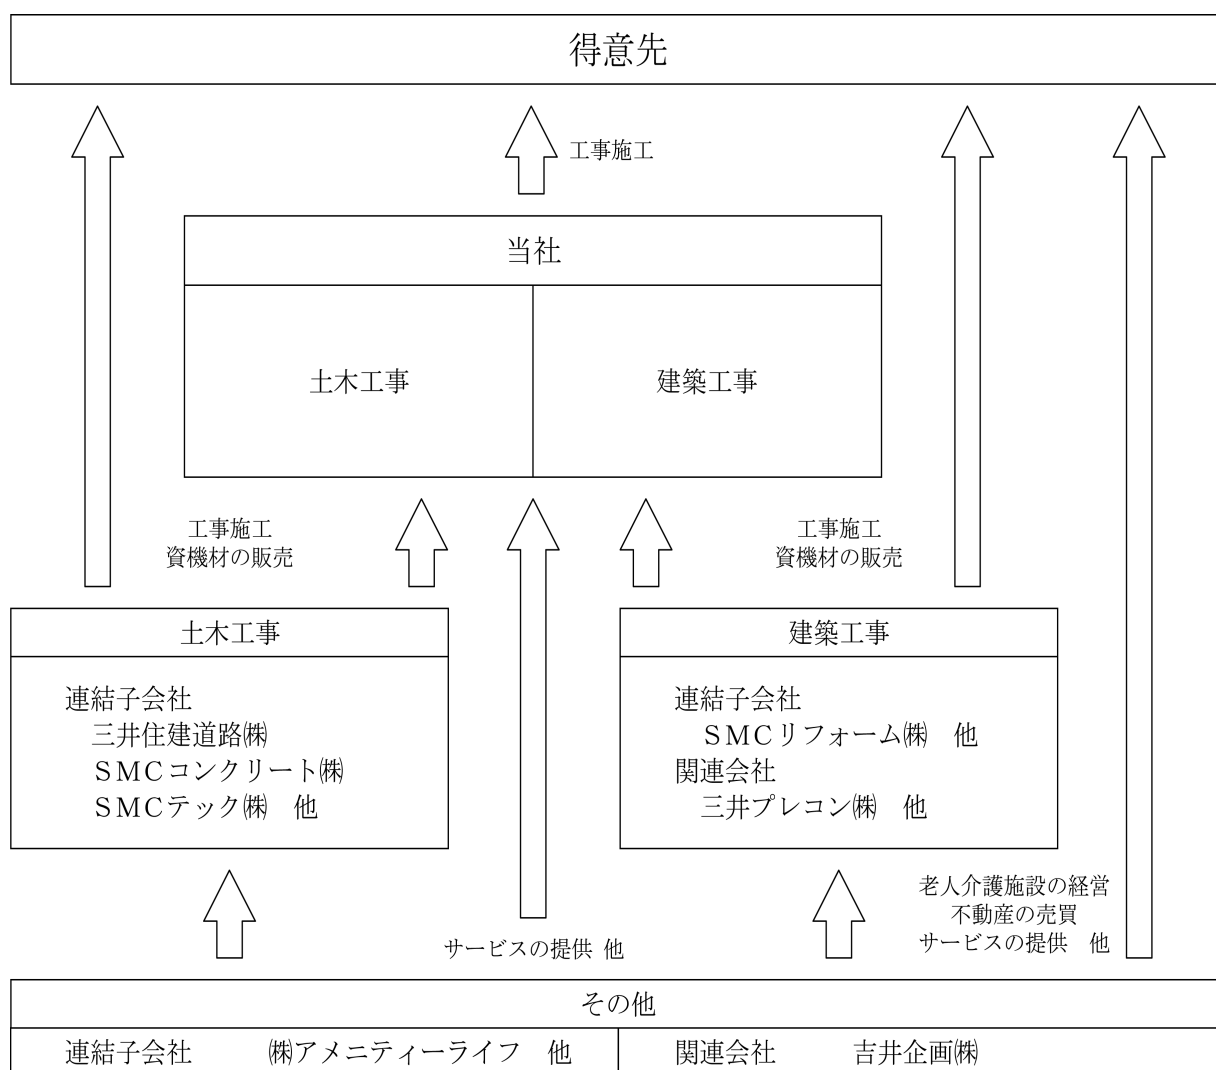 得意先
工事施工
当社
土木工事
建築工事
工事施工
資機材の販売
工事施工
資機材の販売
土木工事
連結子会社
三井住建道路㈱
ＳＭＣコンクリート㈱
ＳＭＣテック㈱　他
建築工事
連結子会社
ＳＭＣリフォーム㈱　他
関連会社
三井プレコン㈱　他
サービスの提供 他
老人介護施設の経営
不動産の売買
サービスの提供　他
その他
連結子会社　　　㈱アメニティーライフ　他
関連会社　　　吉井企画㈱